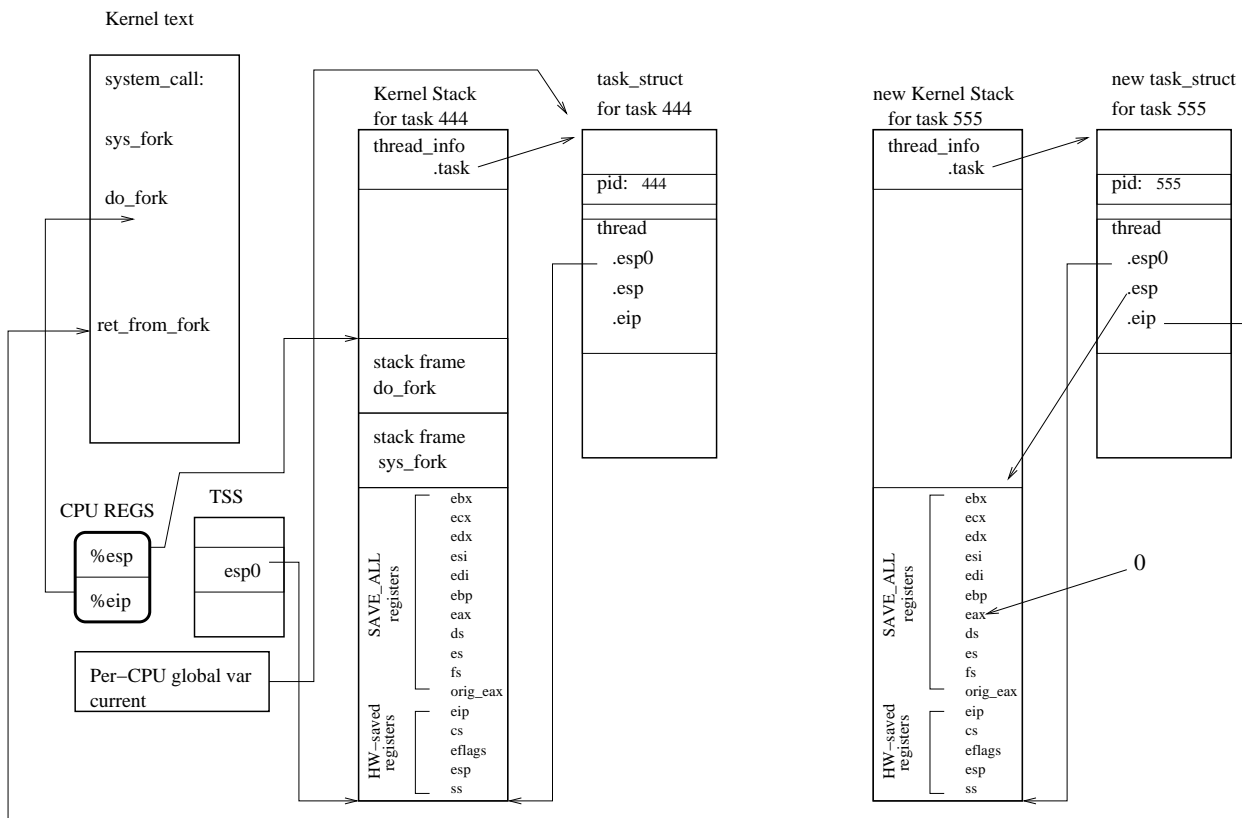 Kernel text
system_call:
sys_fork
do_fork
ret_from_fork
CPU REGS
%esp
%eip
TSS
esp0
Per-CPU global var
current
Kernel Stack
for task 444
thread_info
.task
stack frame
do_fork
stack frame
sys_fork
SAVE_ALL
registers
ebx
ecx
edx
esi
edi
ebp
eax
ds
es
fs
orig_eax
HW-saved
registers
eip
cs
eflags
esp
ss
task_struct
for task 444
pid: 444
thread
.esp0
.esp
.eip
new Kernel Stack
for task 555
thread_info
.task
SAVE_ALL
registers
ebx
ecx
edx
esi
edi
ebp
eax
ds
es
fs
orig_eax
HW-saved
registers
eip
cs
eflags
esp
ss
0
new task_struct
for task 555
pid: 555
thread
.esp0
.esp
.eip